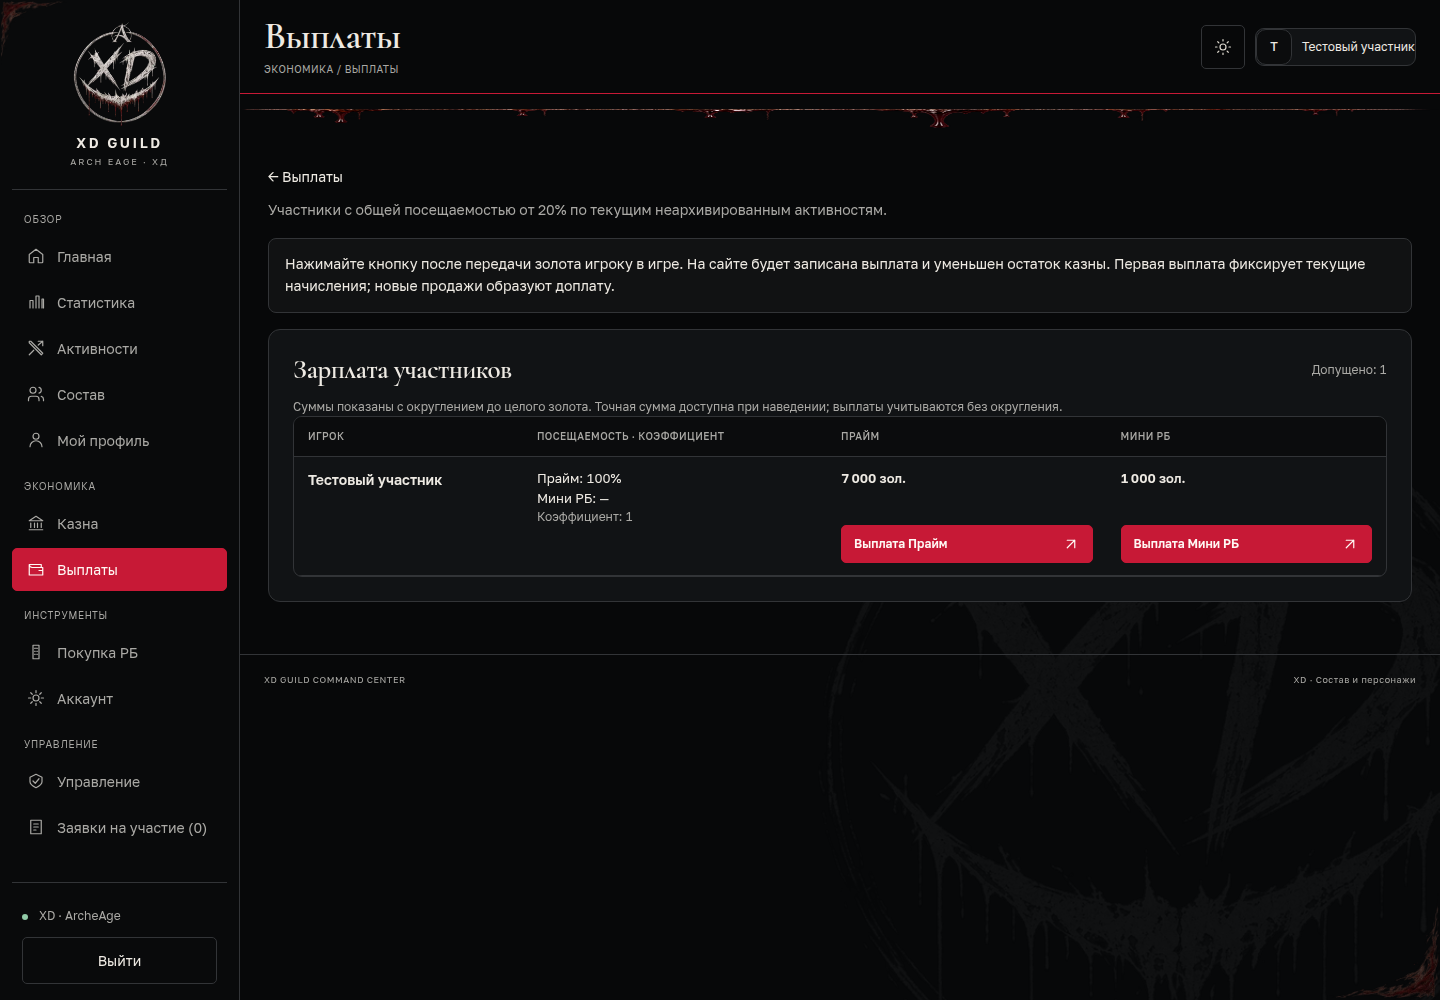 XD
XD GUILD
ARCH EAGE · ХД
ОБЗОР
Главная
Статистика
Активности
Состав
Мой профиль
ЭКОНОМИКА
Казна
Выплаты
ИНСТРУМЕНТЫ
Покупка РБ
Аккаунт
УПРАВЛЕНИЕ
Управление
Заявки на участие (0)
XD · ArcheAge
Выйти
Выплаты
ЭКОНОМИКА / ВЫПЛАТЫ
Т
Тестовый участник
← Выплаты
Участники с общей посещаемостью от 20% по текущим неархивированным активностям.
Нажимайте кнопку после передачи золота игроку в игре. На сайте будет записана выплата и уменьшен остаток казны. Первая выплата фиксирует текущие
начисления; новые продажи образуют доплату.
Зарплата участников
Допущено: 1
Суммы показаны с округлением до целого золота. Точная сумма доступна при наведении; выплаты учитываются без округления.
ИГРОК ПОСЕЩАЕМОСТЬ · КОЭФФИЦИЕНТ ПРАЙМ МИНИ РБ
Тестовый участник Прайм: 100% 7 000 зол. 1 000 зол.
Мини РБ: —
Коэффициент: 1
Выплата Прайм Выплата Мини РБ
XD GUILD COMMAND CENTER
XD · Состав и персонажи